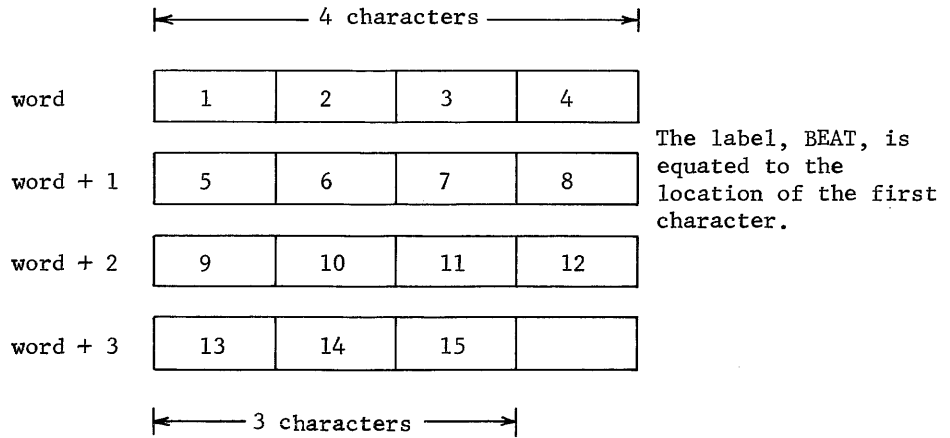 4 characters
word 1 2 3 4
The label, BEAT, is
equated to the
location of the first
character.
word + 1 5 6 7 8
word + 2 9 10 11 12
word + 3 13 14 15
3 characters